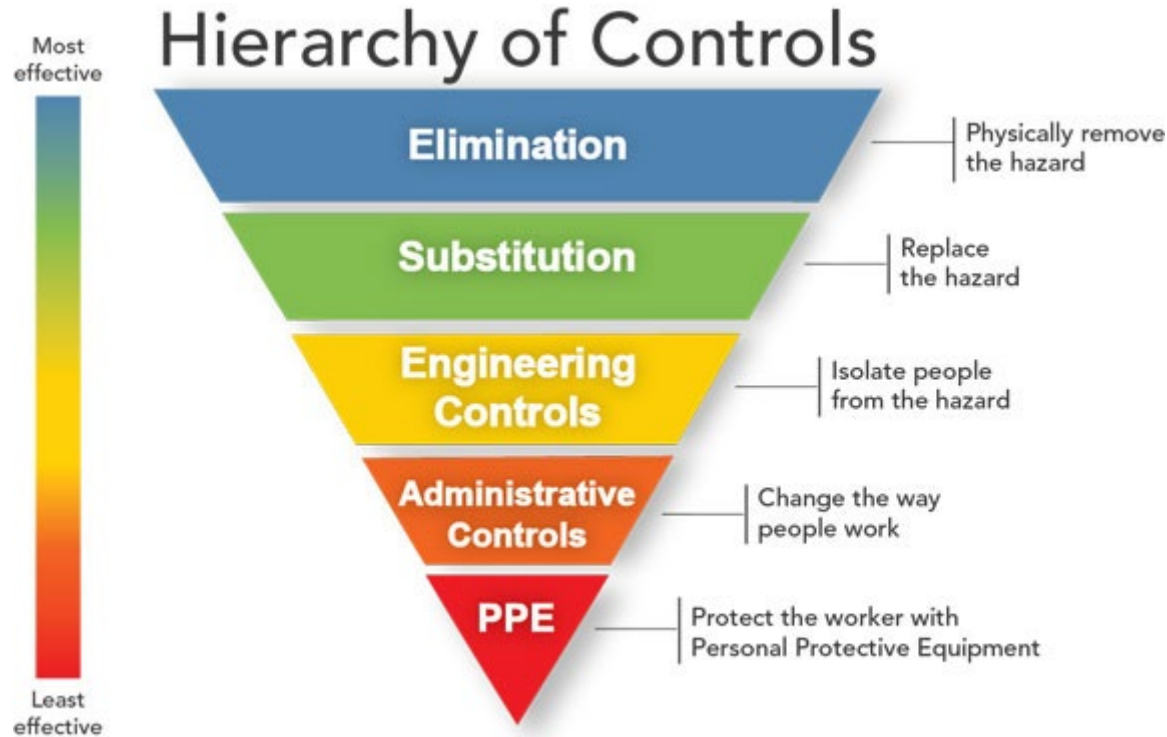 Hierarchy of Controls
Most
effective
Elimination
Physically remove
the hazard
Substitution
Replace
the hazard
Engineering
Controls
Isolate people
from the hazard
Administrative
Controls
Change the way
people work
PPE
Protect the worker with
Personal Protective Equipment
Least
effective